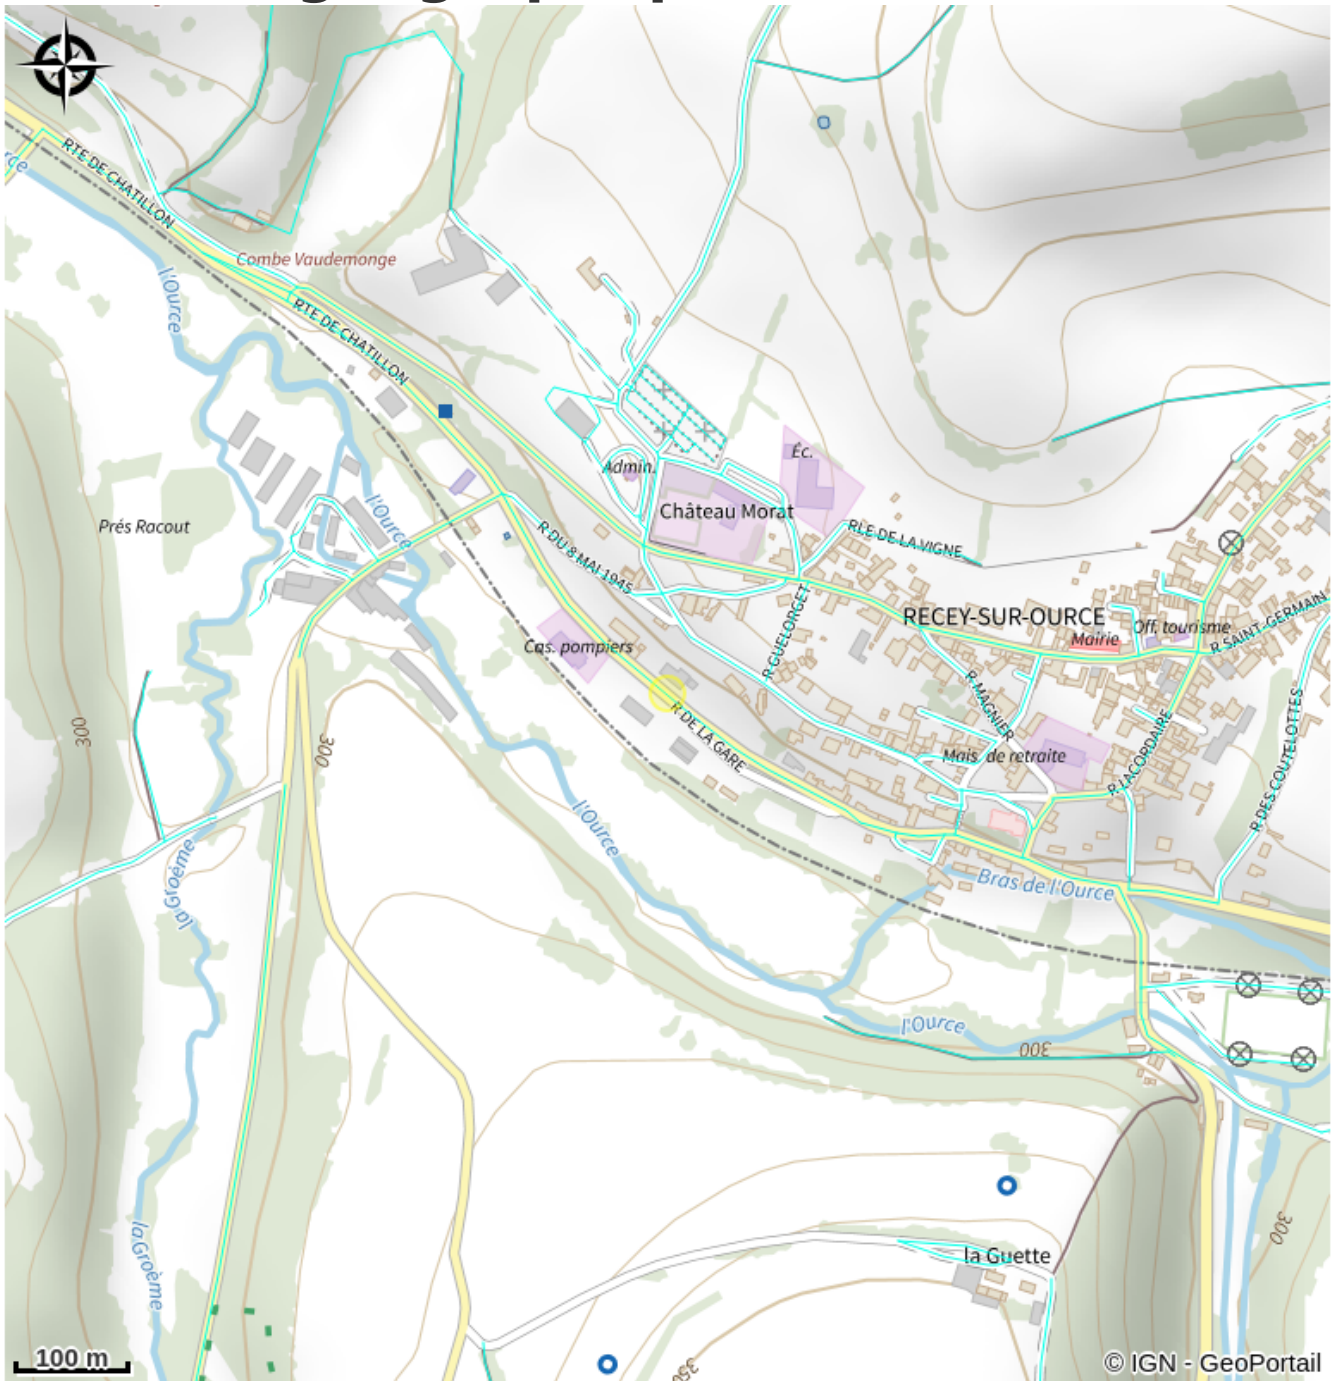 RTE DE CHATILLON
Combe Vaudemonge
l'Ource
RTE DE CHATILLON
Éc.
Admin.
Château Morat
Prés Racout
l'Ource
R DU 8 MAI 1945
RLE DE LA VIGNE
R GUELORGET
RECEY-SUR-OURCE
Off. tourisme
Mairie
R SAINT-GERMAIN
Cas. pompiers
R MAGNIER
R DE LA GARE
300
300
Mais. de retraite
R LACORDAIRE
R DES COUTELOTTES
l'Ource
la Groème
Bras de l'Ource
l'Ource
300
la Groème
300
la Guette
350
100 m
© IGN - GeoPortail